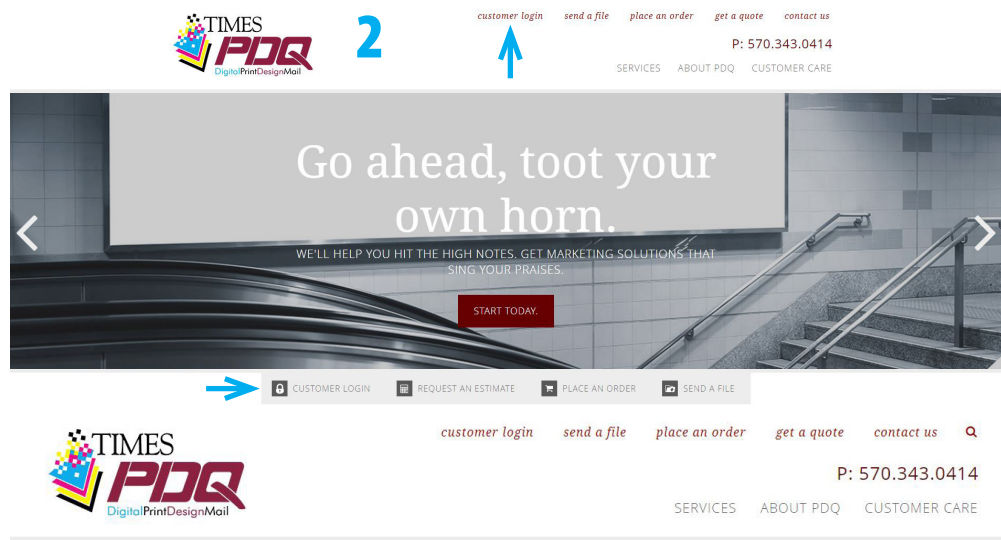 TIMES
PDQ
DigitalPrintDesignMail
2
customer login send a file place an order get a quote contact us
P: 570.343.0414
SERVICES ABOUT PDQ CUSTOMER CARE
Go ahead, toot your
own horn.
WE'LL HELP YOU HIT THE HIGH NOTES. GET MARKETING SOLUTIONS THAT
SING YOUR PRAISES.
START TODAY.
CUSTOMER LOGIN REQUEST AN ESTIMATE PLACE AN ORDER SEND A FILE
TIMES
PDQ
DigitalPrintDesignMail
customer login send a file place an order get a quote contact us
P: 570.343.0414
SERVICES ABOUT PDQ CUSTOMER CARE